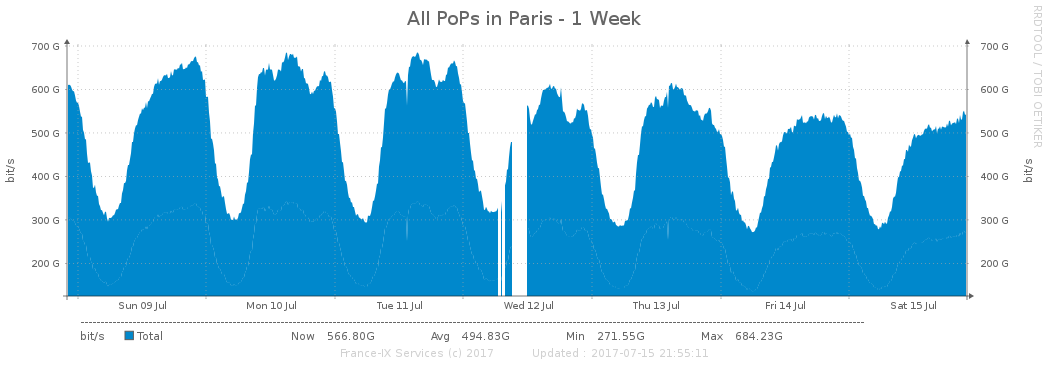 All PoPs in Paris - 1 Week
RRDTOOL / TOBI OETIKER
700 G 700 G
600 G 600 G
500 G 500 G
400 G 400 G
300 G 300 G
200 G 200 G
bit/s bit/s
Sun 09 Jul Mon 10 Jul Tue 11 Jul Wed 12 Jul Thu 13 Jul Fri 14 Jul Sat 15 Jul
bit/s Total Now 566.80G Avg 494.83G Min 271.55G Max 684.23G
France-IX Services (c) 2017 Updated : 2017-07-15 21:55:11